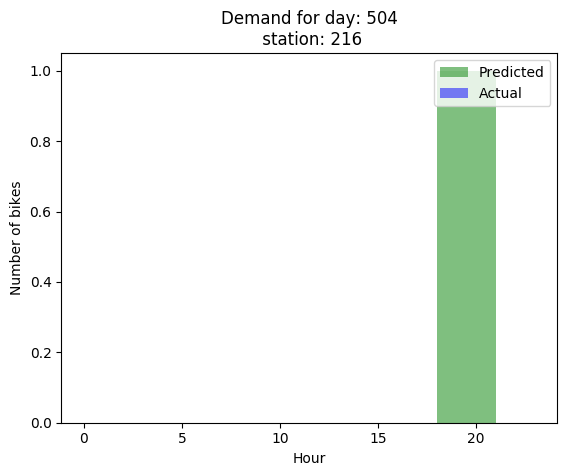 Demand for day: 504
station: 216
Predicted
Actual
1.0
0.8
0.6
0.4
0.2
0.0
Number of bikes
0 5 10 15 20
Hour